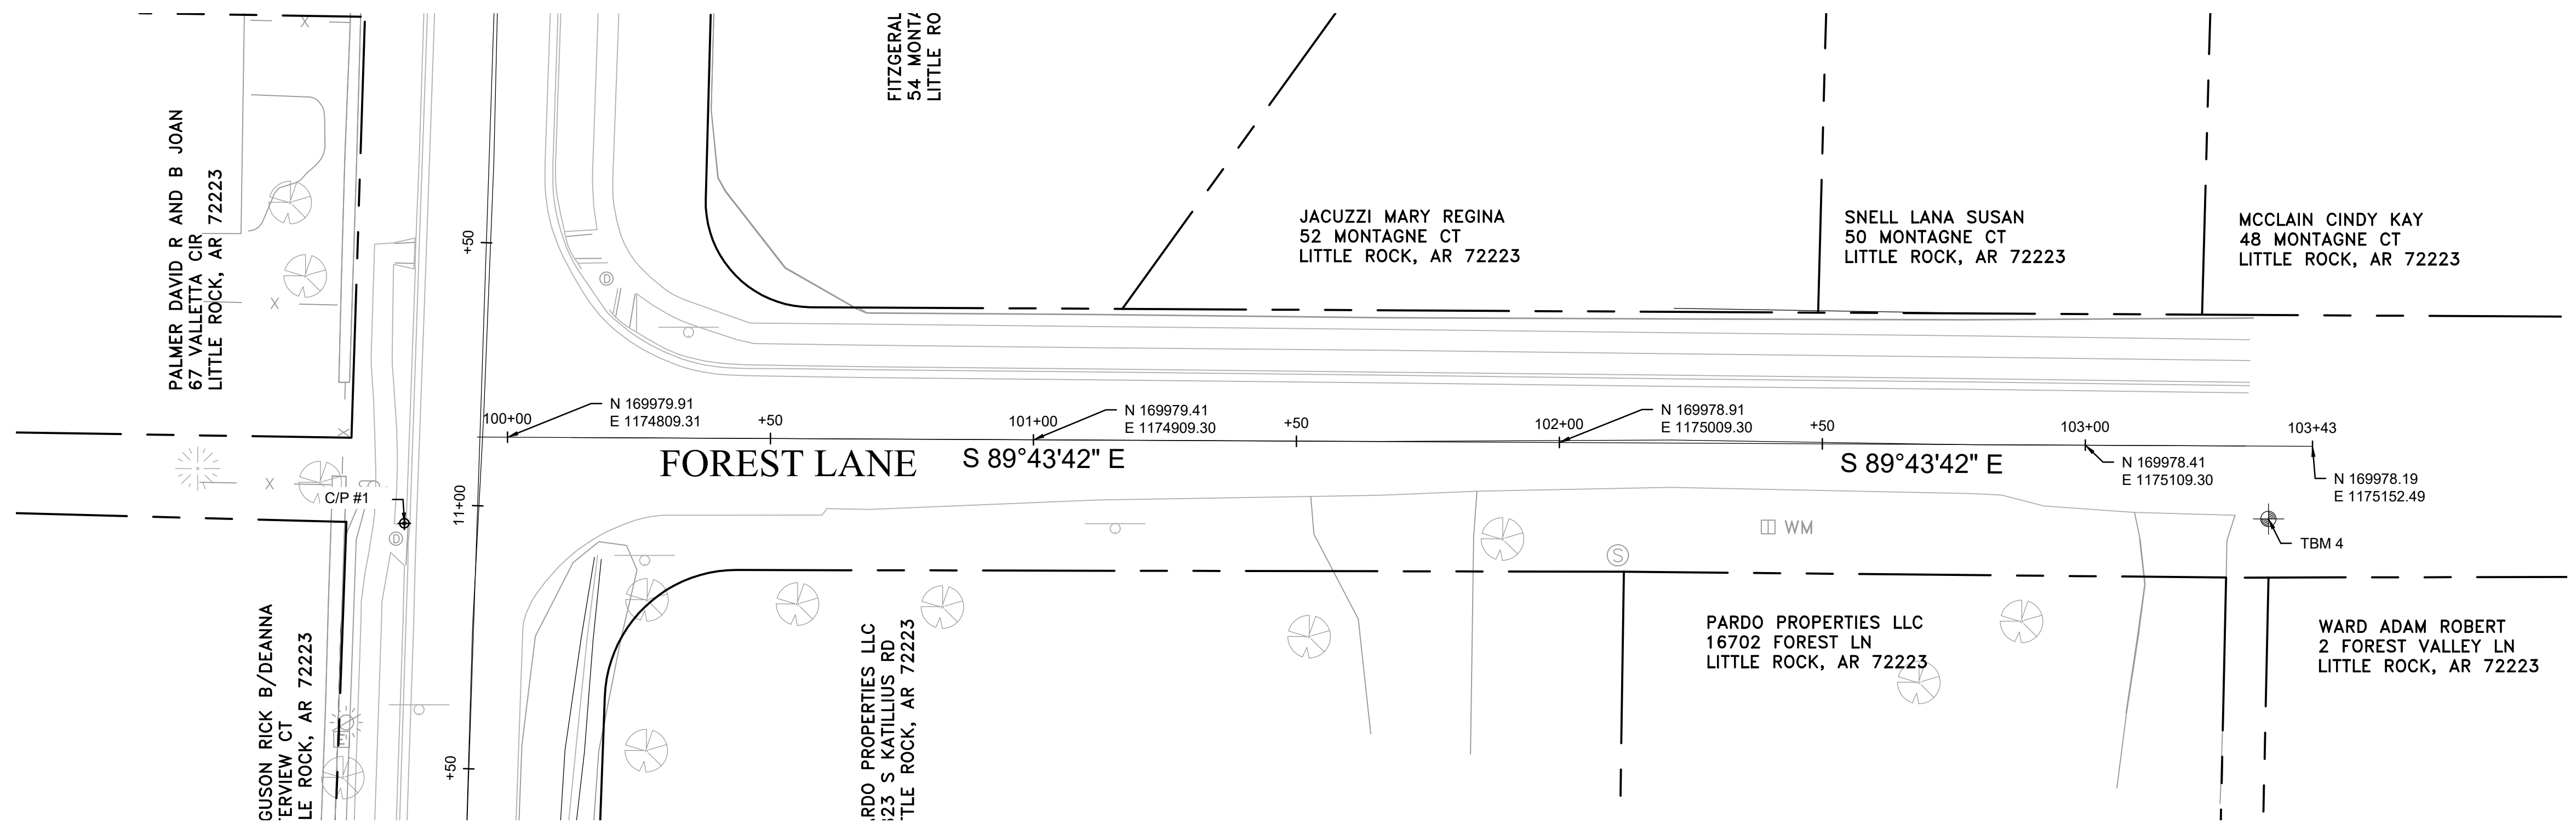 FITZGERAL
54 MONTA
LITTLE RO
PALMER DAVID R AND B JOAN
67 VALLETTA CIR
LITTLE ROCK, AR 72223
JACUZZI MARY REGINA
52 MONTAGNE CT
LITTLE ROCK, AR 72223
SNELL LANA SUSAN
50 MONTAGNE CT
LITTLE ROCK, AR 72223
MCCLAIN CINDY KAY
48 MONTAGNE CT
LITTLE ROCK, AR 72223
X
X
X
X
+50
D
100+00
N 169979.91
E 1174809.31
+50
101+00
N 169979.41
E 1174909.30
+50
102+00
N 169978.91
E 1175009.30
+50
103+00
103+43
FOREST LANE
S 89°43'42" E
S 89°43'42" E
N 169978.41
E 1175109.30
N 169978.19
E 1175152.49
C/P #1
11+00
D
S
WM
TBM 4
GUSON RICK B/DEANNA
TERVIEW CT
LE ROCK, AR 72223
E
+50
ARDO PROPERTIES LLC
323 S KATILLIUS RD
TTLE ROCK, AR 72223
PARDO PROPERTIES LLC
16702 FOREST LN
LITTLE ROCK, AR 72223
WARD ADAM ROBERT
2 FOREST VALLEY LN
LITTLE ROCK, AR 72223